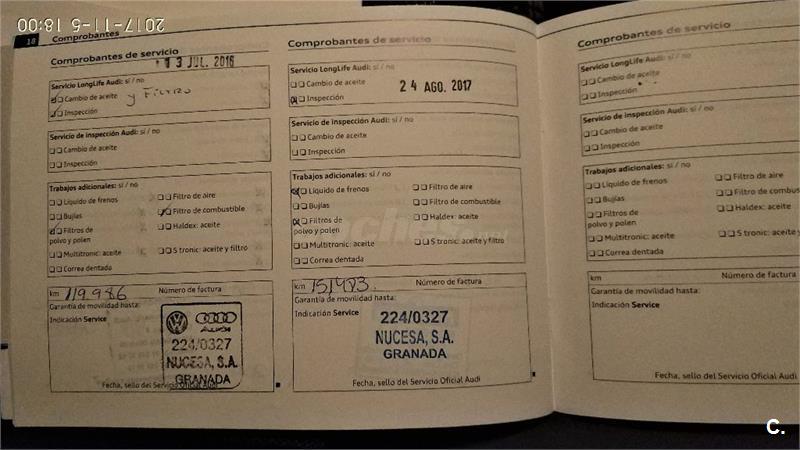 2017-11-5 18:00
18 Comprobantes
Comprobantes de servicio
13 JUL. 2016
Servicio LongLife Audi: sí / no
Cambio de aceite y Filtro
Inspección
Servicio de inspección Audi: sí / no
Cambio de aceite
Inspección
Trabajos adicionales: sí / no
Líquido de frenos
Filtro de aire
Bujías
Filtro de combustible
Filtros de polvo y polen
Haldex: aceite
Multitronic: aceite
S tronic: aceite y filtro
Correa dentada
km 119.986 Número de factura
Garantía de movilidad hasta:
Indicación Service
Audi
224/0327
NUCESA, S.A.
GRANADA
Fecha, sello del Servicio Oficial Audi
Comprobantes de servicio
Servicio LongLife Audi: sí / no
Cambio de aceite
24 AGO. 2017
Inspección
Servicio de inspección Audi: sí / no
Cambio de aceite
Inspección
Trabajos adicionales: sí / no
Líquido de frenos
Filtro de aire
Bujías
Filtro de combustible
Filtros de
polvo y polen
Haldex: aceite
Multitronic: aceite
S tronic: aceite y filtro
Correa dentada
km 151.483. Número de factura
Garantía de movilidad hasta:
Indicación Service
224/0327
NUCESA, S.A.
GRANADA
Fecha, sello del Servicio Oficial Audi
Comprobantes de servicio
Servicio LongLife Audi: sí / no
Cambio de aceite
Inspección
Servicio de inspección Audi: sí / no
Cambio de aceite
Inspección
Trabajos adicionales: sí / no
Líquido de frenos
Filtro de aire
Bujías
Filtro de combus
Filtros de
polvo y polen
Haldex: aceite
Multitronic: aceite
S tronic: aceite
Correa dentada
km Número de factura
Garantía de movilidad hasta:
Indicación Service
Fecha, sello del Servicio Oficial Audi
C.